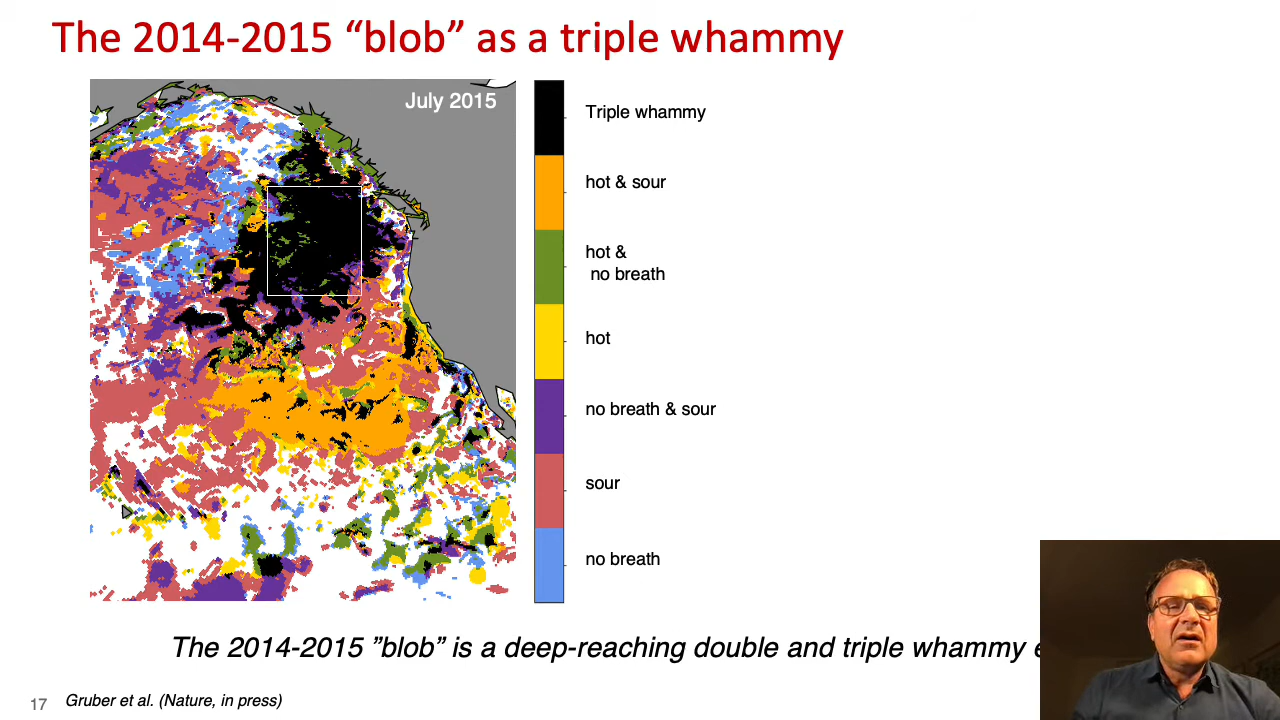 The 2014-2015 “blob” as a triple whammy
July 2015
Triple whammy
hot & sour
hot &
no breath
hot
no breath & sour
sour
no breath
The 2014-2015 ”blob” is a deep-reaching double and triple whammy
17 Gruber et al. (Nature, in press)